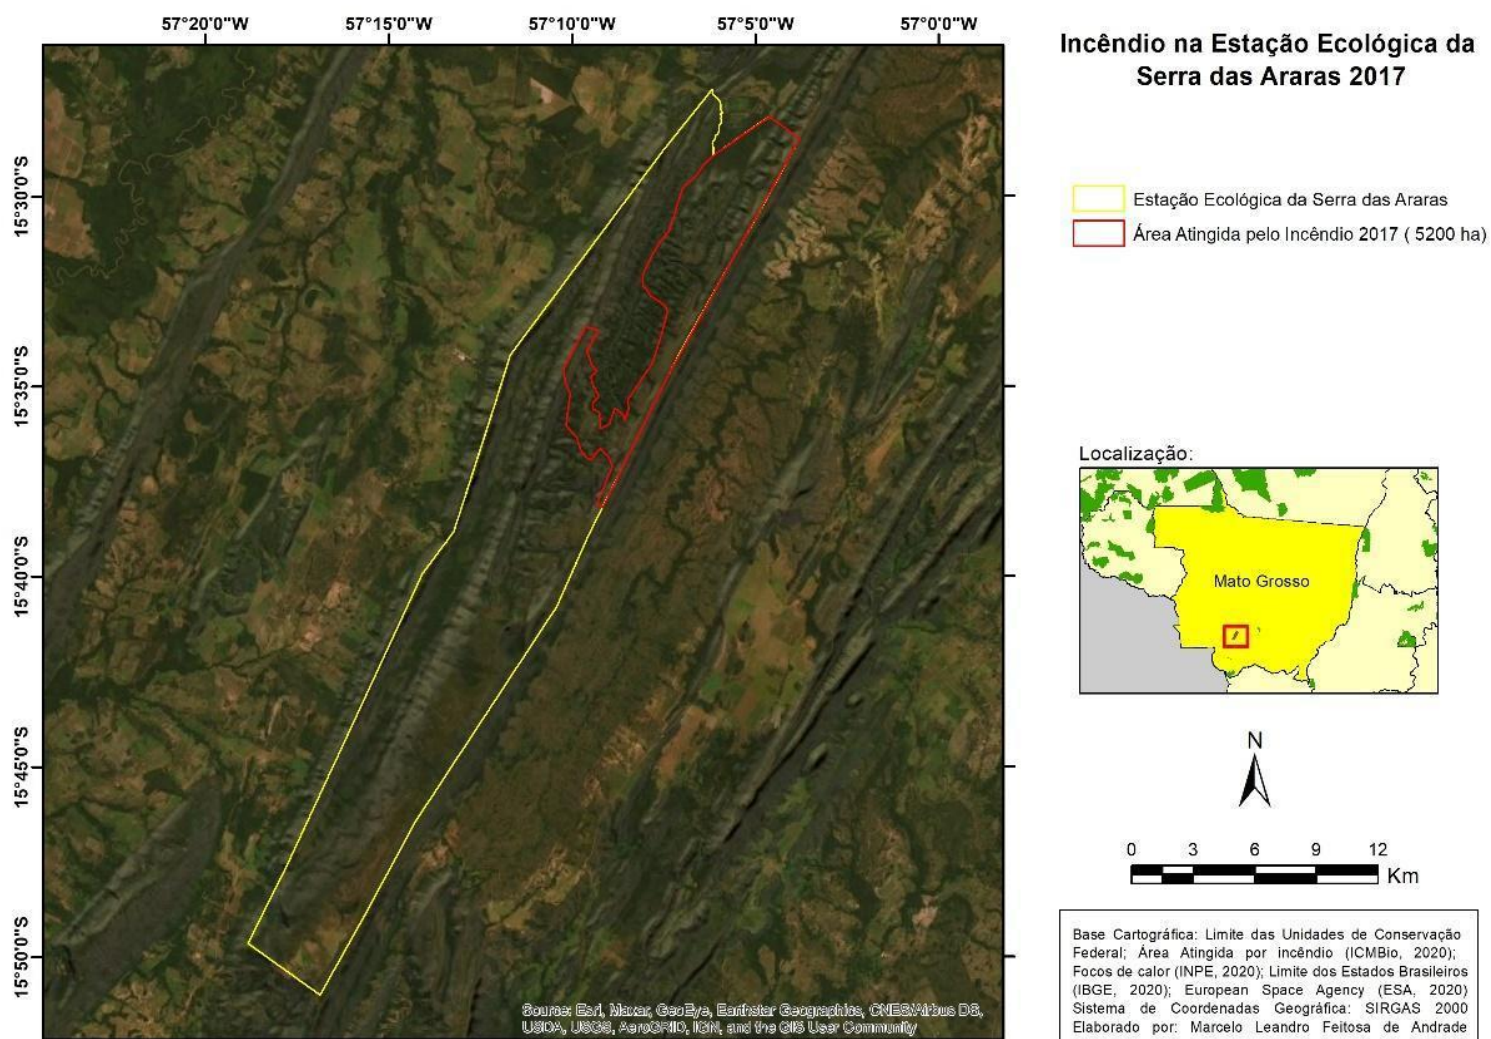 57°20'0"W 57°15'0"W 57°10'0"W 57°5'0"W 57°0'0"W
Incêndio na Estação Ecológica da
Serra das Araras 2017
15°30'0"S
15°35'0"S
15°40'0"S
15°45'0"S
15°50'0"S
Estação Ecológica da Serra das Araras
Área Atingida pelo Incêndio 2017 ( 5200 ha)
Localização:
Mato Grosso
N
0 3 6 9 12
Km
Base Cartográfica: Limite das Unidades de Conservação
Federal; Área Atingida por incêndio (ICMBio, 2020);
Focos de calor (INPE, 2020); Limite dos Estados Brasileiros
(IBGE, 2020); European Space Agency (ESA, 2020)
Sistema de Coordenadas Geográfica: SIRGAS 2000
Elaborado por: Marcelo Leandro Feitosa de Andrade
Source: Esri, Maxar, GeoEye, Earthstar Geographics, CNES/Airbus DS,
USDA, USGS, AeroGRID, IGN, and the GIS User Community